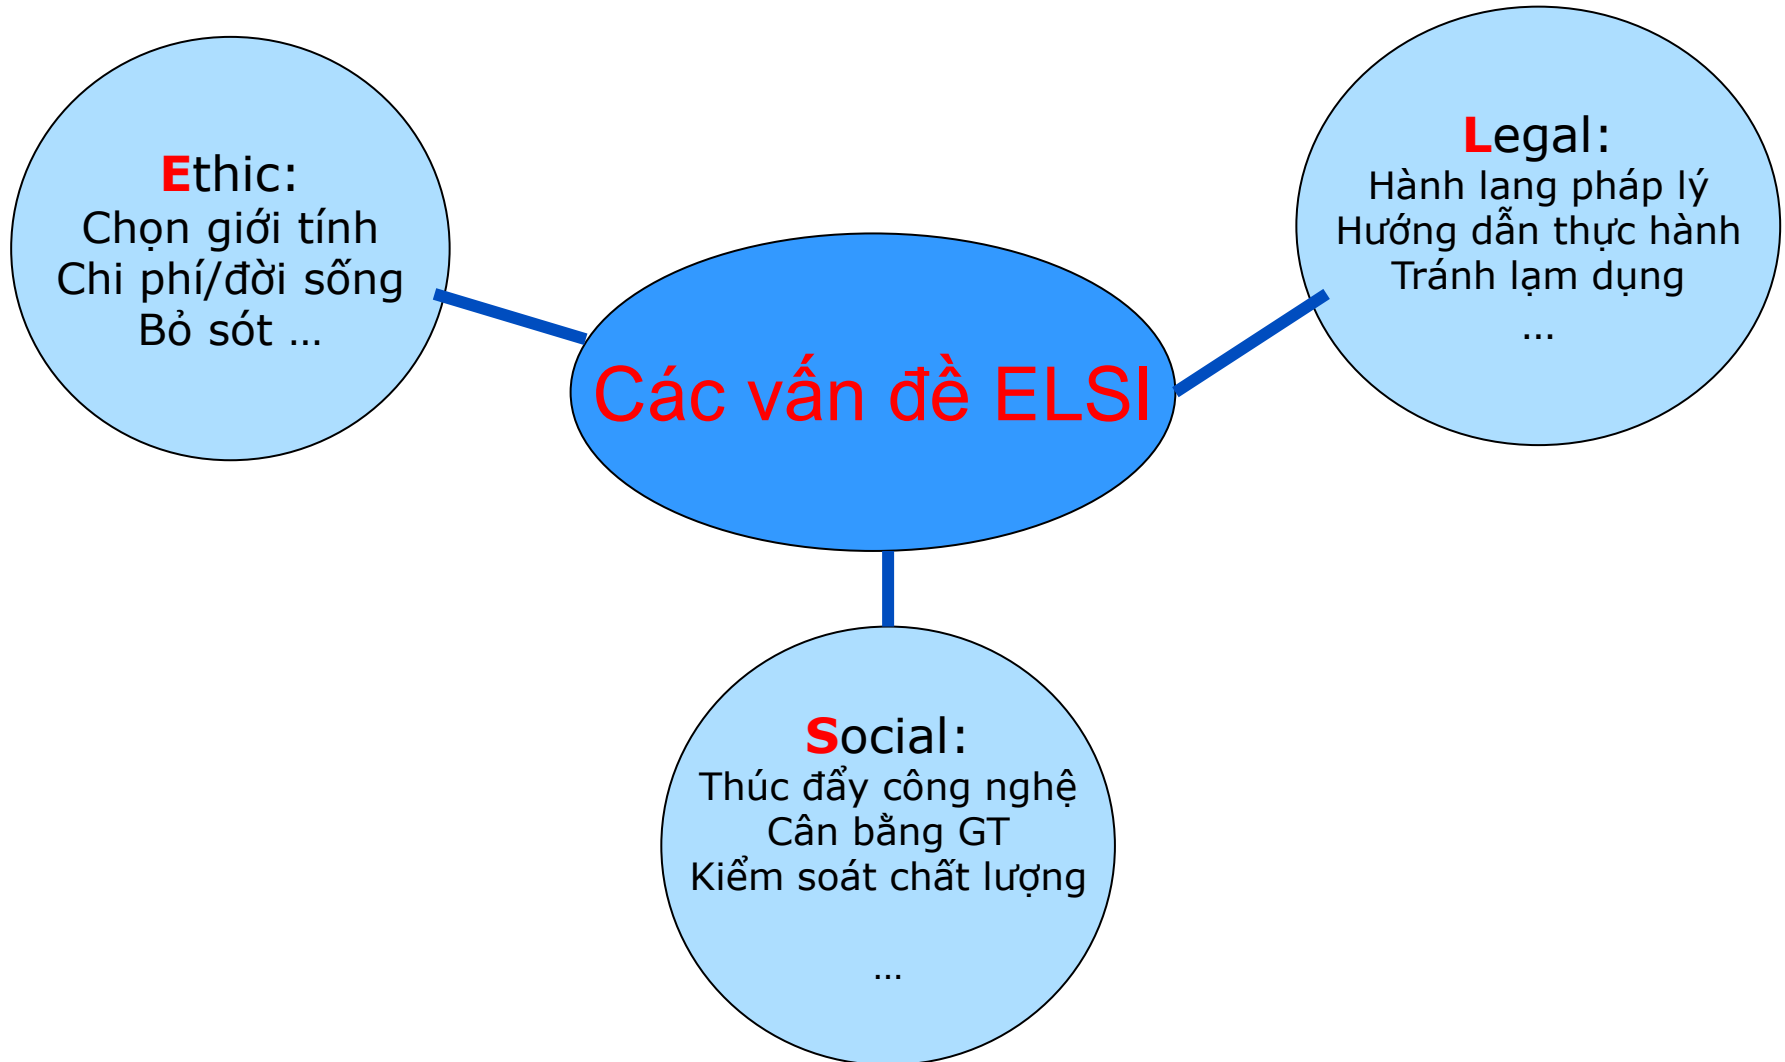 Ethic:
Chọn giới tính
Chi phí/đời sống
Bỏ sót ...
Legal:
Hành lang pháp lý
Hướng dẫn thực hành
Tránh lạm dụng
...
Các vấn đề ELSI
Social:
Thúc đẩy công nghệ
Cân bằng GT
Kiểm soát chất lượng
...